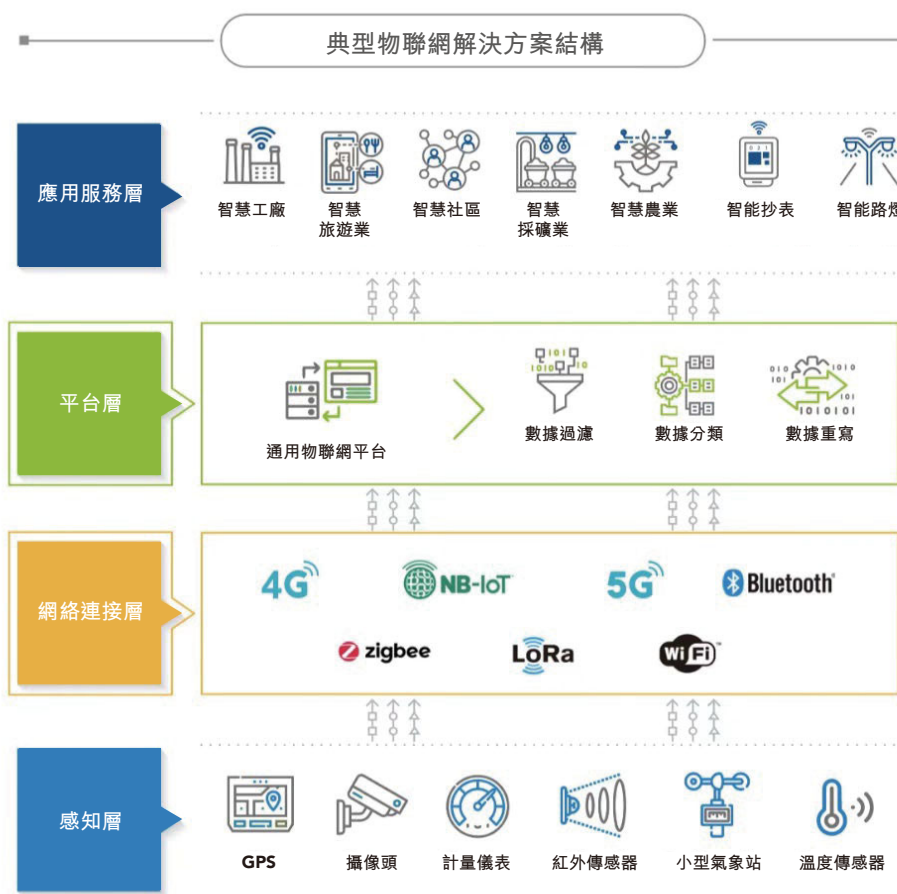 典型物聯網解決方案結構
應用服務層
智慧工廠
智慧
旅遊業
智慧社區
智慧
採礦業
智慧農業
智能抄表
智能路燈
平台層
通用物聯網平台
數據過濾
數據分類
數據重寫
網絡連接層
4G
NB-IoT
5G
Bluetooth
zigbee
LoRa
WiFi
感知層
GPS
攝像頭
計量儀表
紅外傳感器
小型氣象站
溫度傳感器